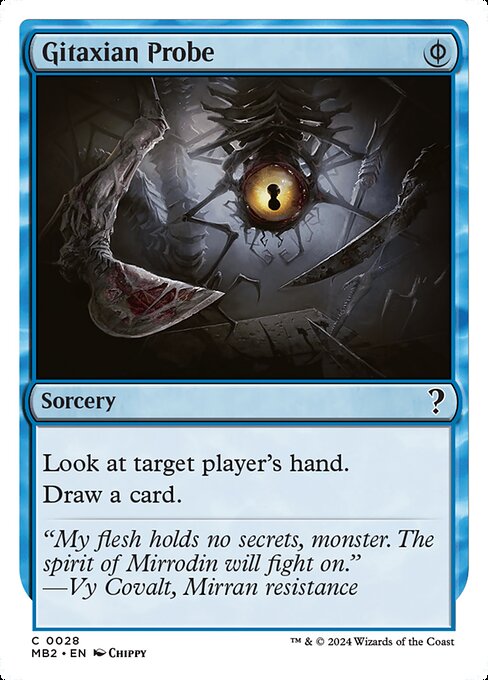 Gitaxian Probe
Sorcery
?
Look at target player's hand.
Draw a card.
“My flesh holds no secrets, monster. The
spirit of Mirrodin will fight on.”
—Vy Covalt, Mirran resistance
C 0028
MB2 • EN CHIPPY
™ & © 2024 Wizards of the Coast